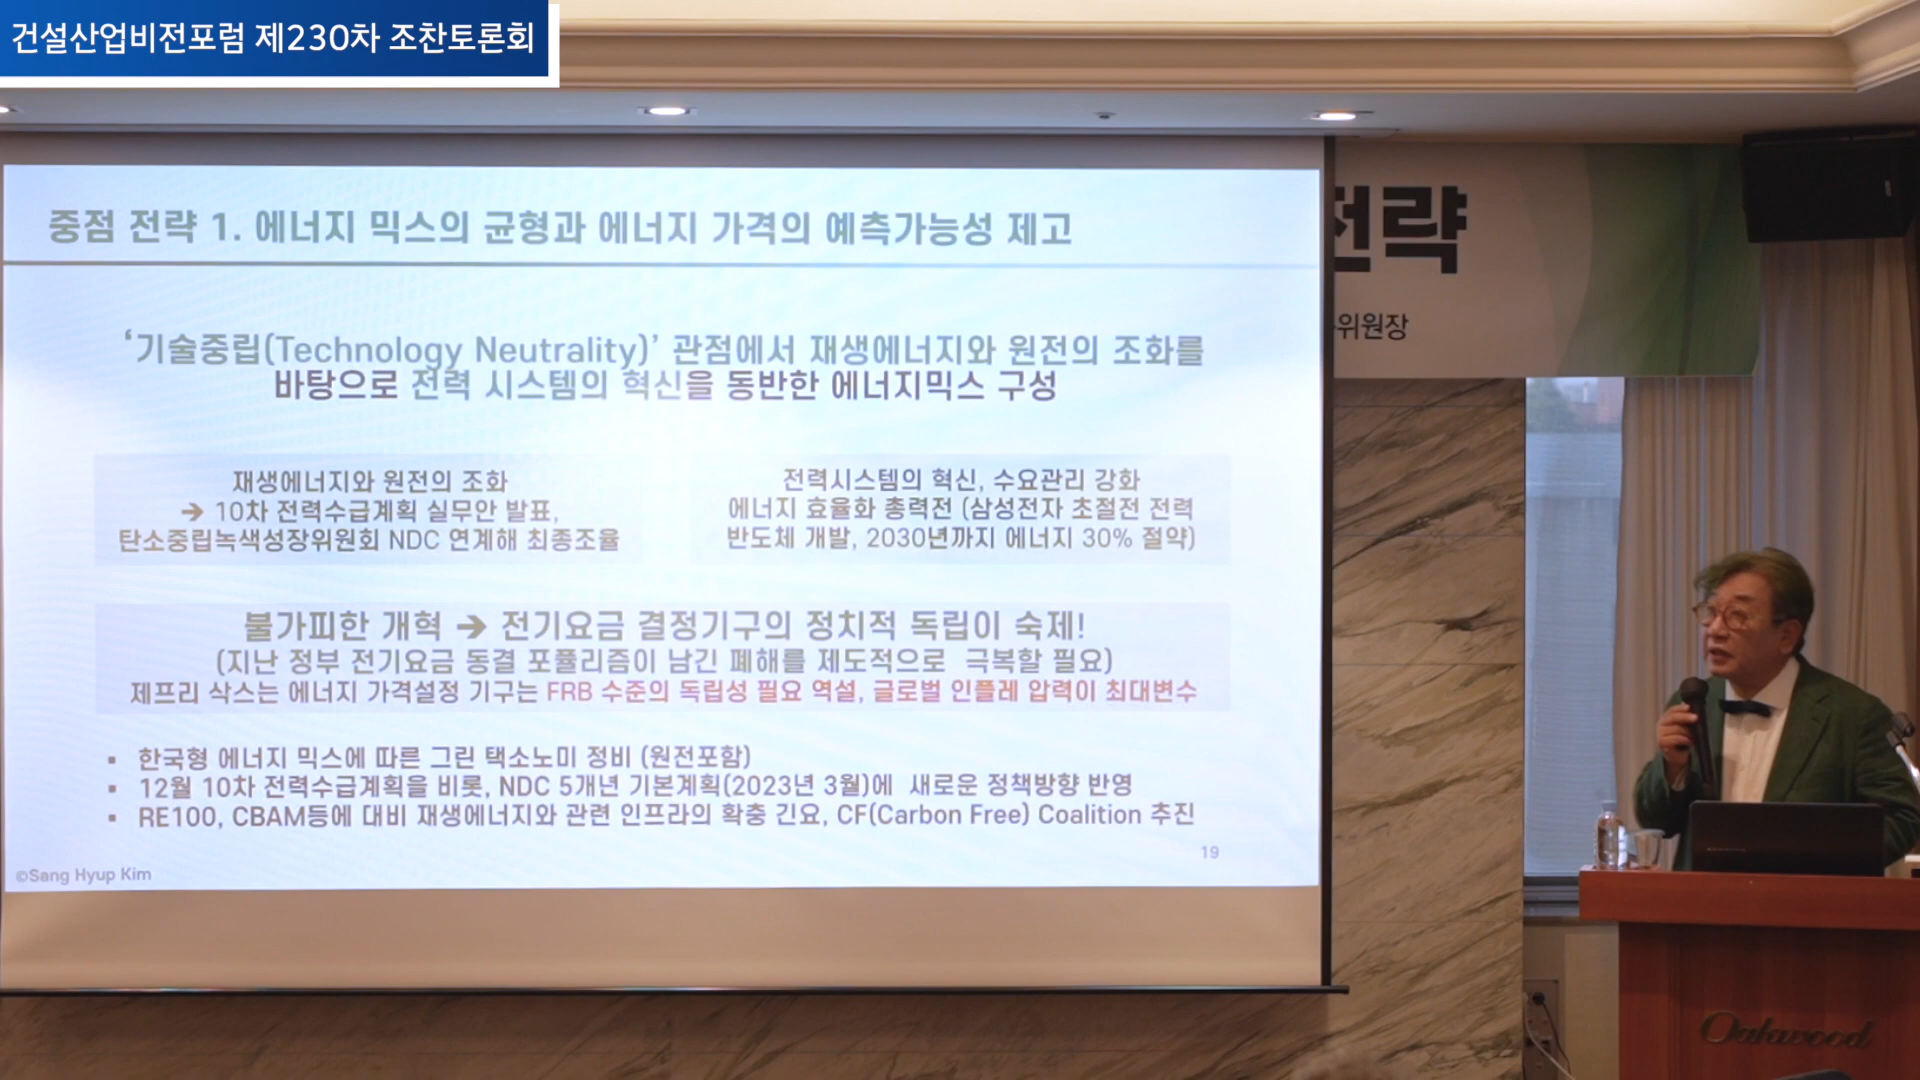 건설산업비전포럼 제230차 조찬토론회
전략
위원장
중점 전략 1. 에너지 믹스의 균형과 에너지 가격의 예측가능성 제고
‘기술중립(Technology Neutrality)’ 관점에서 재생에너지와 원전의 조화를
바탕으로 전력 시스템의 혁신을 동반한 에너지믹스 구성
재생에너지와 원전의 조화
➔ 10차 전력수급계획 실무안 발표,
탄소중립녹색성장위원회 NDC 연계해 최종조율
전력시스템의 혁신, 수요관리 강화
에너지 효율화 총력전 (삼성전자 초절전 전력
반도체 개발, 2030년까지 에너지 30% 절약)
불가피한 개혁 ➔ 전기요금 결정기구의 정치적 독립이 숙제!
(지난 정부 전기요금 동결 포퓰리즘이 남긴 폐해를 제도적으로 극복할 필요)
제프리 삭스는 에너지 가격설정 기구는 FRB 수준의 독립성 필요 역설, 글로벌 인플레 압력이 최대변수
▪ 한국형 에너지 믹스에 따른 그린 택소노미 정비 (원전포함)
▪ 12월 10차 전력수급계획을 비롯, NDC 5개년 기본계획(2023년 3월)에 새로운 정책방향 반영
▪ RE100, CBAM등에 대비 재생에너지와 관련 인프라의 확충 긴요, CF(Carbon Free) Coalition 추진
19
©Sang Hyup Kim
Oakwood